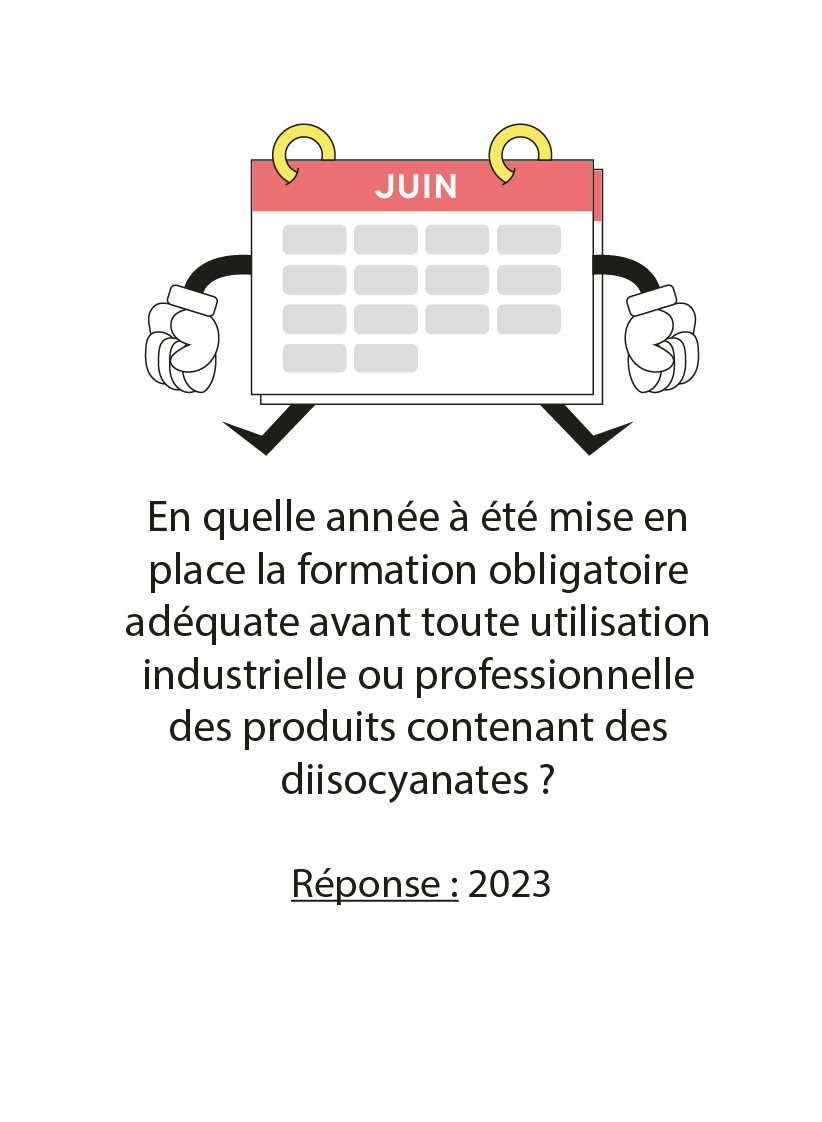 JUIN
En quelle année à été mise en
place la formation obligatoire
adéquate avant toute utilisation
industrielle ou professionnelle
des produits contenant des
diisocyanates ?
Réponse : 2023